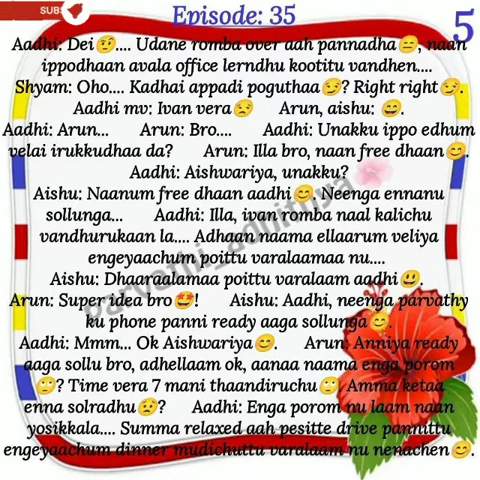 SUBS
Episode: 35
5
Aadhi: Dei🤨.... Udane romba over aah pannadha😑, naan
ippodhaan avala office lerndhu kootitu vandhen....
Shyam: Oho.... Kadhai appadi poguthaa😏? Right right😏.
Aadhi mv: Ivan vera😒 Arun, aishu: 😄.
Aadhi: Arun... Arun: Bro.... Aadhi: Unakku ippo edhum
velai irukkudhaa da? Arun: Illa bro, naan free dhaan😊.
Aadhi: Aishwariya, unakku?
Aishu: Naanum free dhaan aadhi😊. Neenga ennanu
sollunga... Aadhi: Illa, ivan romba naal kalichu
vandhurukaan la.... Adhaan naama ellaarum veliya
engeyaachum poittu varalaamaa nu....
Aishu: Dhaaraalamaa poittu varalaam aadhi😃.
Arun: Super idea bro🤩! Aishu: Aadhi, neenga parvathy
ku phone panni ready aaga sollunga😊.
Aadhi: Mmm... Ok Aishwariya😊. Arun: Anniya ready
aaga sollu bro, adhellaam ok, aanaa naama enga porom
🙄? Time vera 7 mani thaandiruchu🙄. Amma ketaa
enna solradhu😟? Aadhi: Enga porom nu laam naan
yosikkala.... Summa relaxed aah pesitte drive pannittu
engeyaachum dinner mudichuttu varalaam nu nenachen😊.
parvathi_adhithya